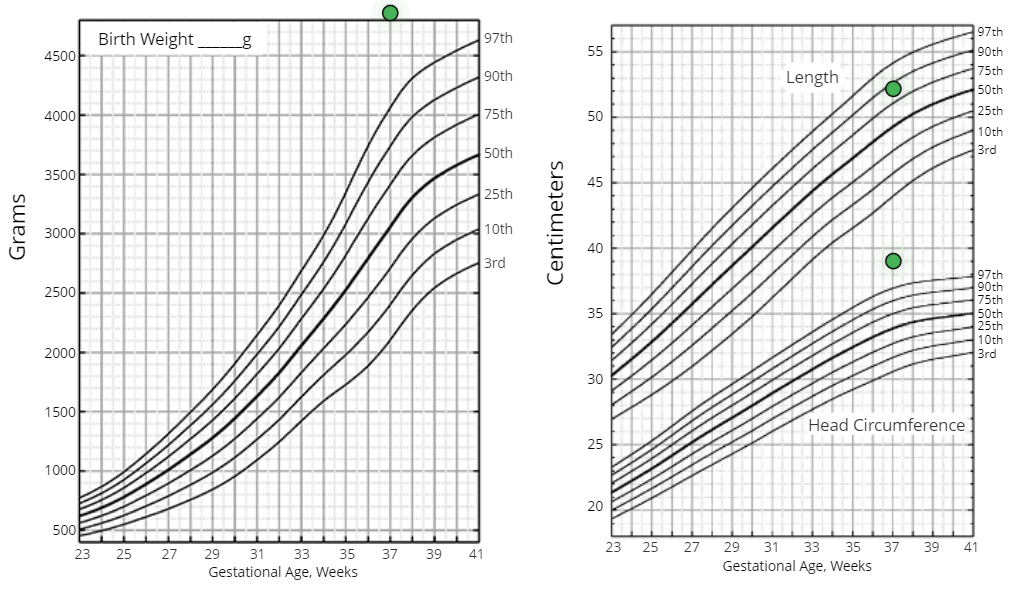 Birth Weight ______g
4500
4000
3500
3000
2500
2000
1500
1000
500
Grams
97th
90th
75th
50th
25th
10th
3rd
23 25 27 29 31 33 35 37 39 41
Gestational Age, Weeks
Length
Head Circumference
55
50
45
40
35
30
25
20
Centimeters
97th
90th
75th
50th
25th
10th
3rd
97th
90th
75th
50th
25th
10th
3rd
23 25 27 29 31 33 35 37 39 41
Gestational Age, Weeks